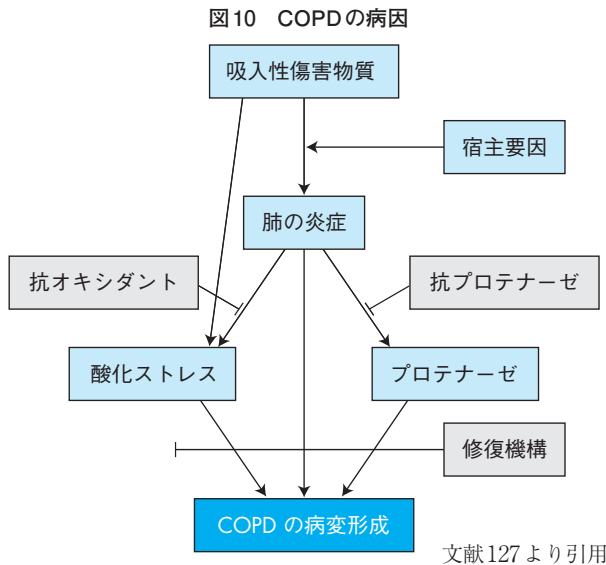 図10　COPDの病因
吸入性傷害物質
宿主要因
肺の炎症
抗オキシダント
抗プロテナーゼ
酸化ストレス
プロテナーゼ
修復機構
COPD の病変形成
文献127より引用